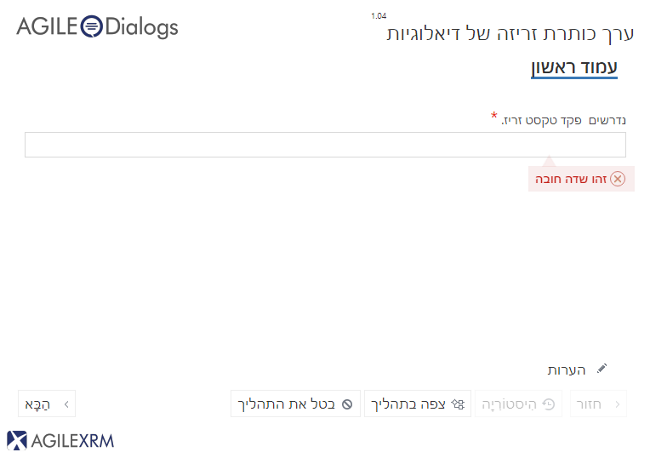 AGILE Dialogs
1.04
ערך כותרת זריזה של דיאלוגיות
עמוד ראשון
נדרשים פקד טקסט זריז. *
זהו שדה חובה
הערות
חזור
הִיסטוֹרִיָה
צפה בתהליך
בטל את התהליך
הַבָּא
AGILEXRM